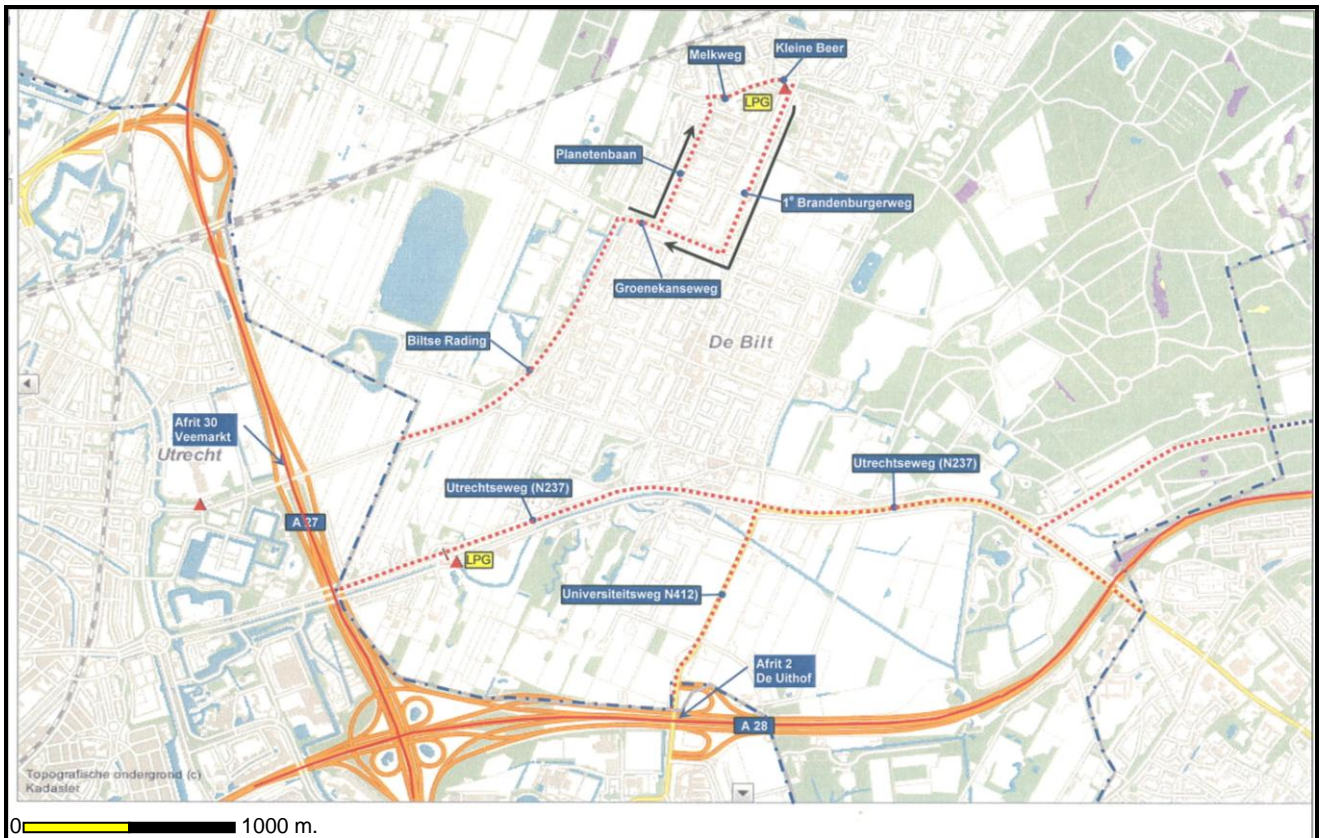 Kleine Beer
Melkweg
LPG
Planetenbaan
1e Brandenburgerweg
Groenekanseweg
Biltse Rading
De Bilt
Afrit 30
Veemarkt
Utrecht
Utrechtseweg (N237)
Utrechtseweg (N237)
A 27
LPG
Universiteitsweg N412)
Afrit 2
De Uithof
A 28
Topografische ondergrond (c)
Kadaster
0 1000 m.